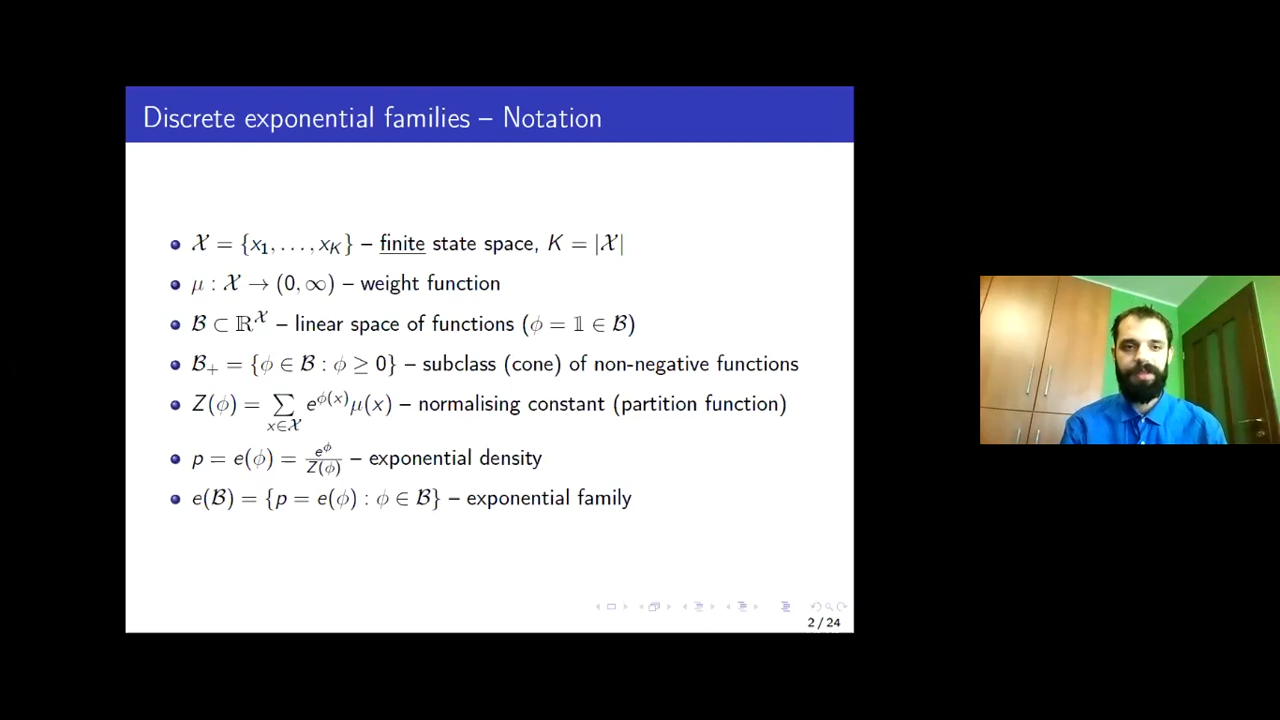 Discrete exponential families – Notation
𝒳 = {x₁, . . . , x_K} – finite state space, K = |𝒳|
μ : 𝒳 → (0, ∞) – weight function
ℬ ⊂ ℝ^𝒳 – linear space of functions (ϕ = 𝟙 ∈ ℬ)
ℬ₊ = {ϕ ∈ ℬ : ϕ ≥ 0} – subclass (cone) of non-negative functions
Z(ϕ) = ∑_{x∈𝒳} e^{ϕ(x)} μ(x) – normalising constant (partition function)
p = e(ϕ) = e^ϕ / Z(ϕ) – exponential density
e(ℬ) = {p = e(ϕ) : ϕ ∈ ℬ} – exponential family
2 / 24